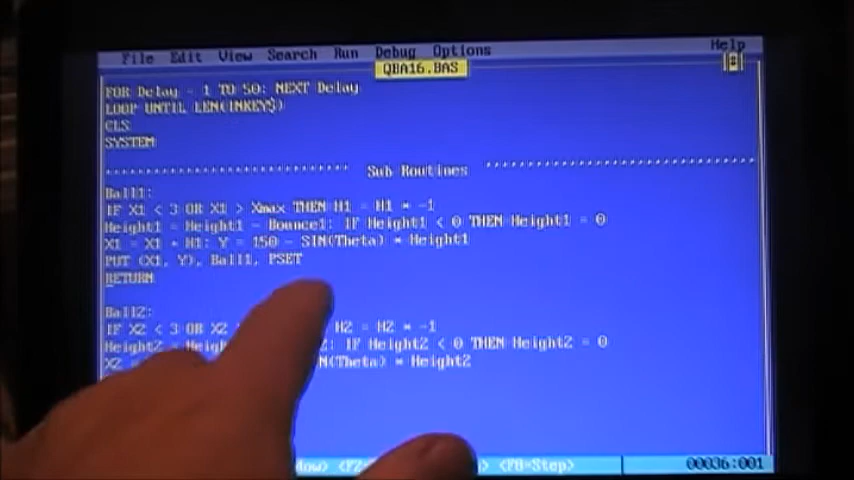 File Edit View Search Run Debug Options Help
QBA16.BAS
FOR Delay = 1 TO 50: NEXT Delay
LOOP UNTIL LEN(INKEY$)
CLS
SYSTEM
Sub Routines
Ball1:
IF X1 < 3 OR X1 > Xmax THEN H1 = H1 * -1
Height1 = Height1 - Bounce1: IF Height1 < 0 THEN Height1 = 0
X1 = X1 + H1: Y = 150 - SIN(Theta) * Height1
PUT (X1, Y), Ball1, PSET
RETURN
Ball2:
IF X2 < 3 OR X2 H2 = H2 * -1
Height2 = : IF Height2 < 0 THEN Height2 = 0
X2 (Theta) * Height2
<F8=Step> 00036:001